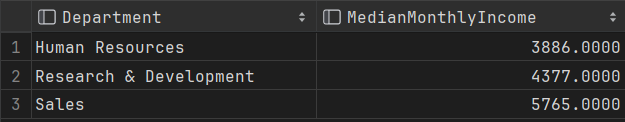 Department MedianMonthlyIncome
1 Human Resources 3886.0000
2 Research & Development 4377.0000
3 Sales 5765.0000